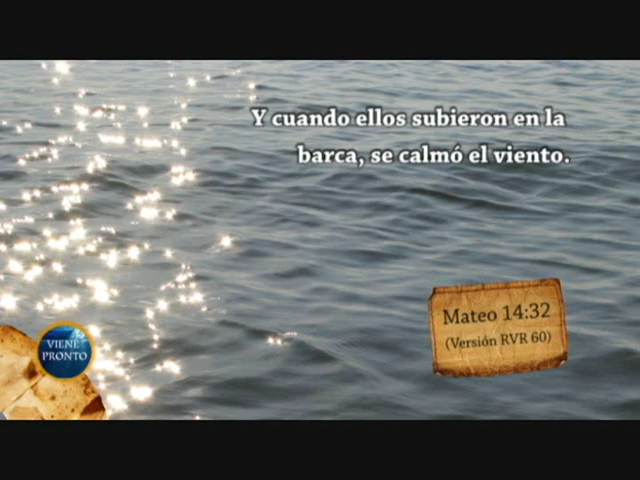 Y cuando ellos subieron en la
barca, se calmó el viento.
Mateo 14:32
(Versión RVR 60)
VIENE
PRONTO